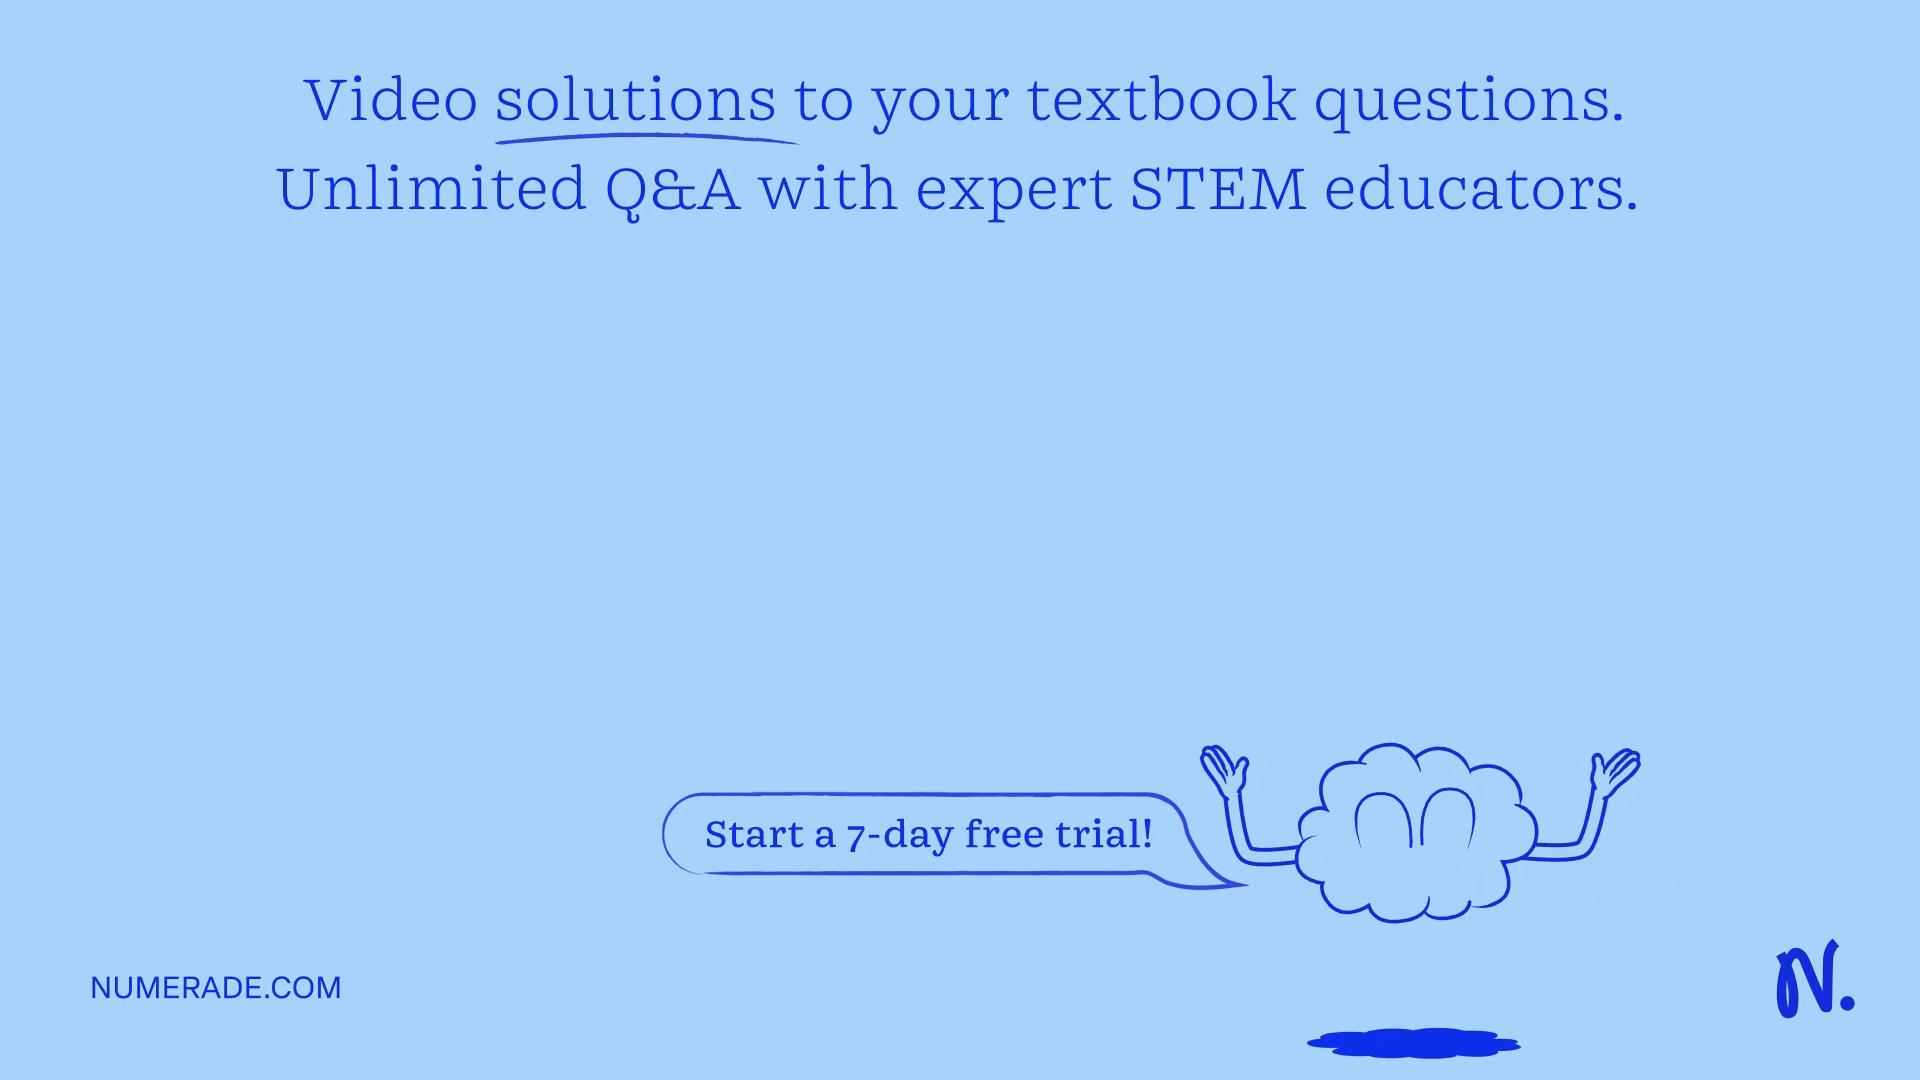 Video solutions to your textbook questions.
Unlimited Q&A with expert STEM educators.
Start a 7-day free trial!
NUMERADE.COM
N.